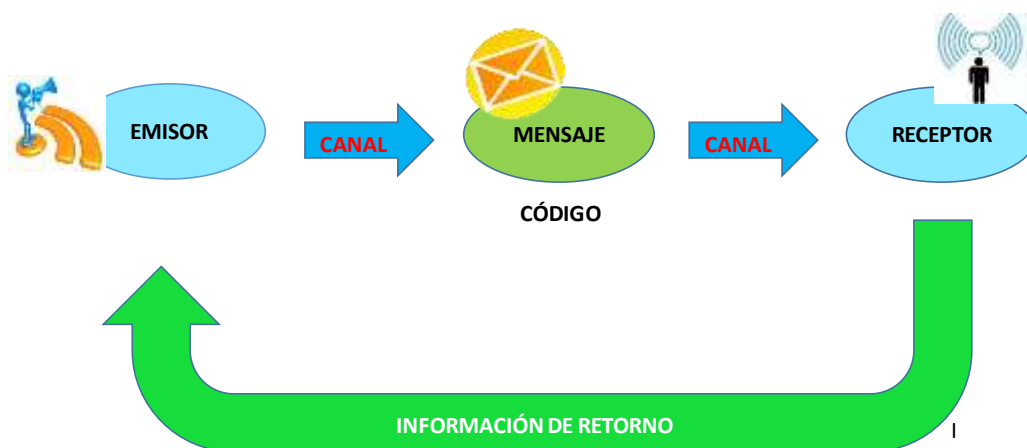 EMISOR
CANAL
MENSAJE
CANAL
RECEPTOR
CÓDIGO
INFORMACIÓN DE RETORNO